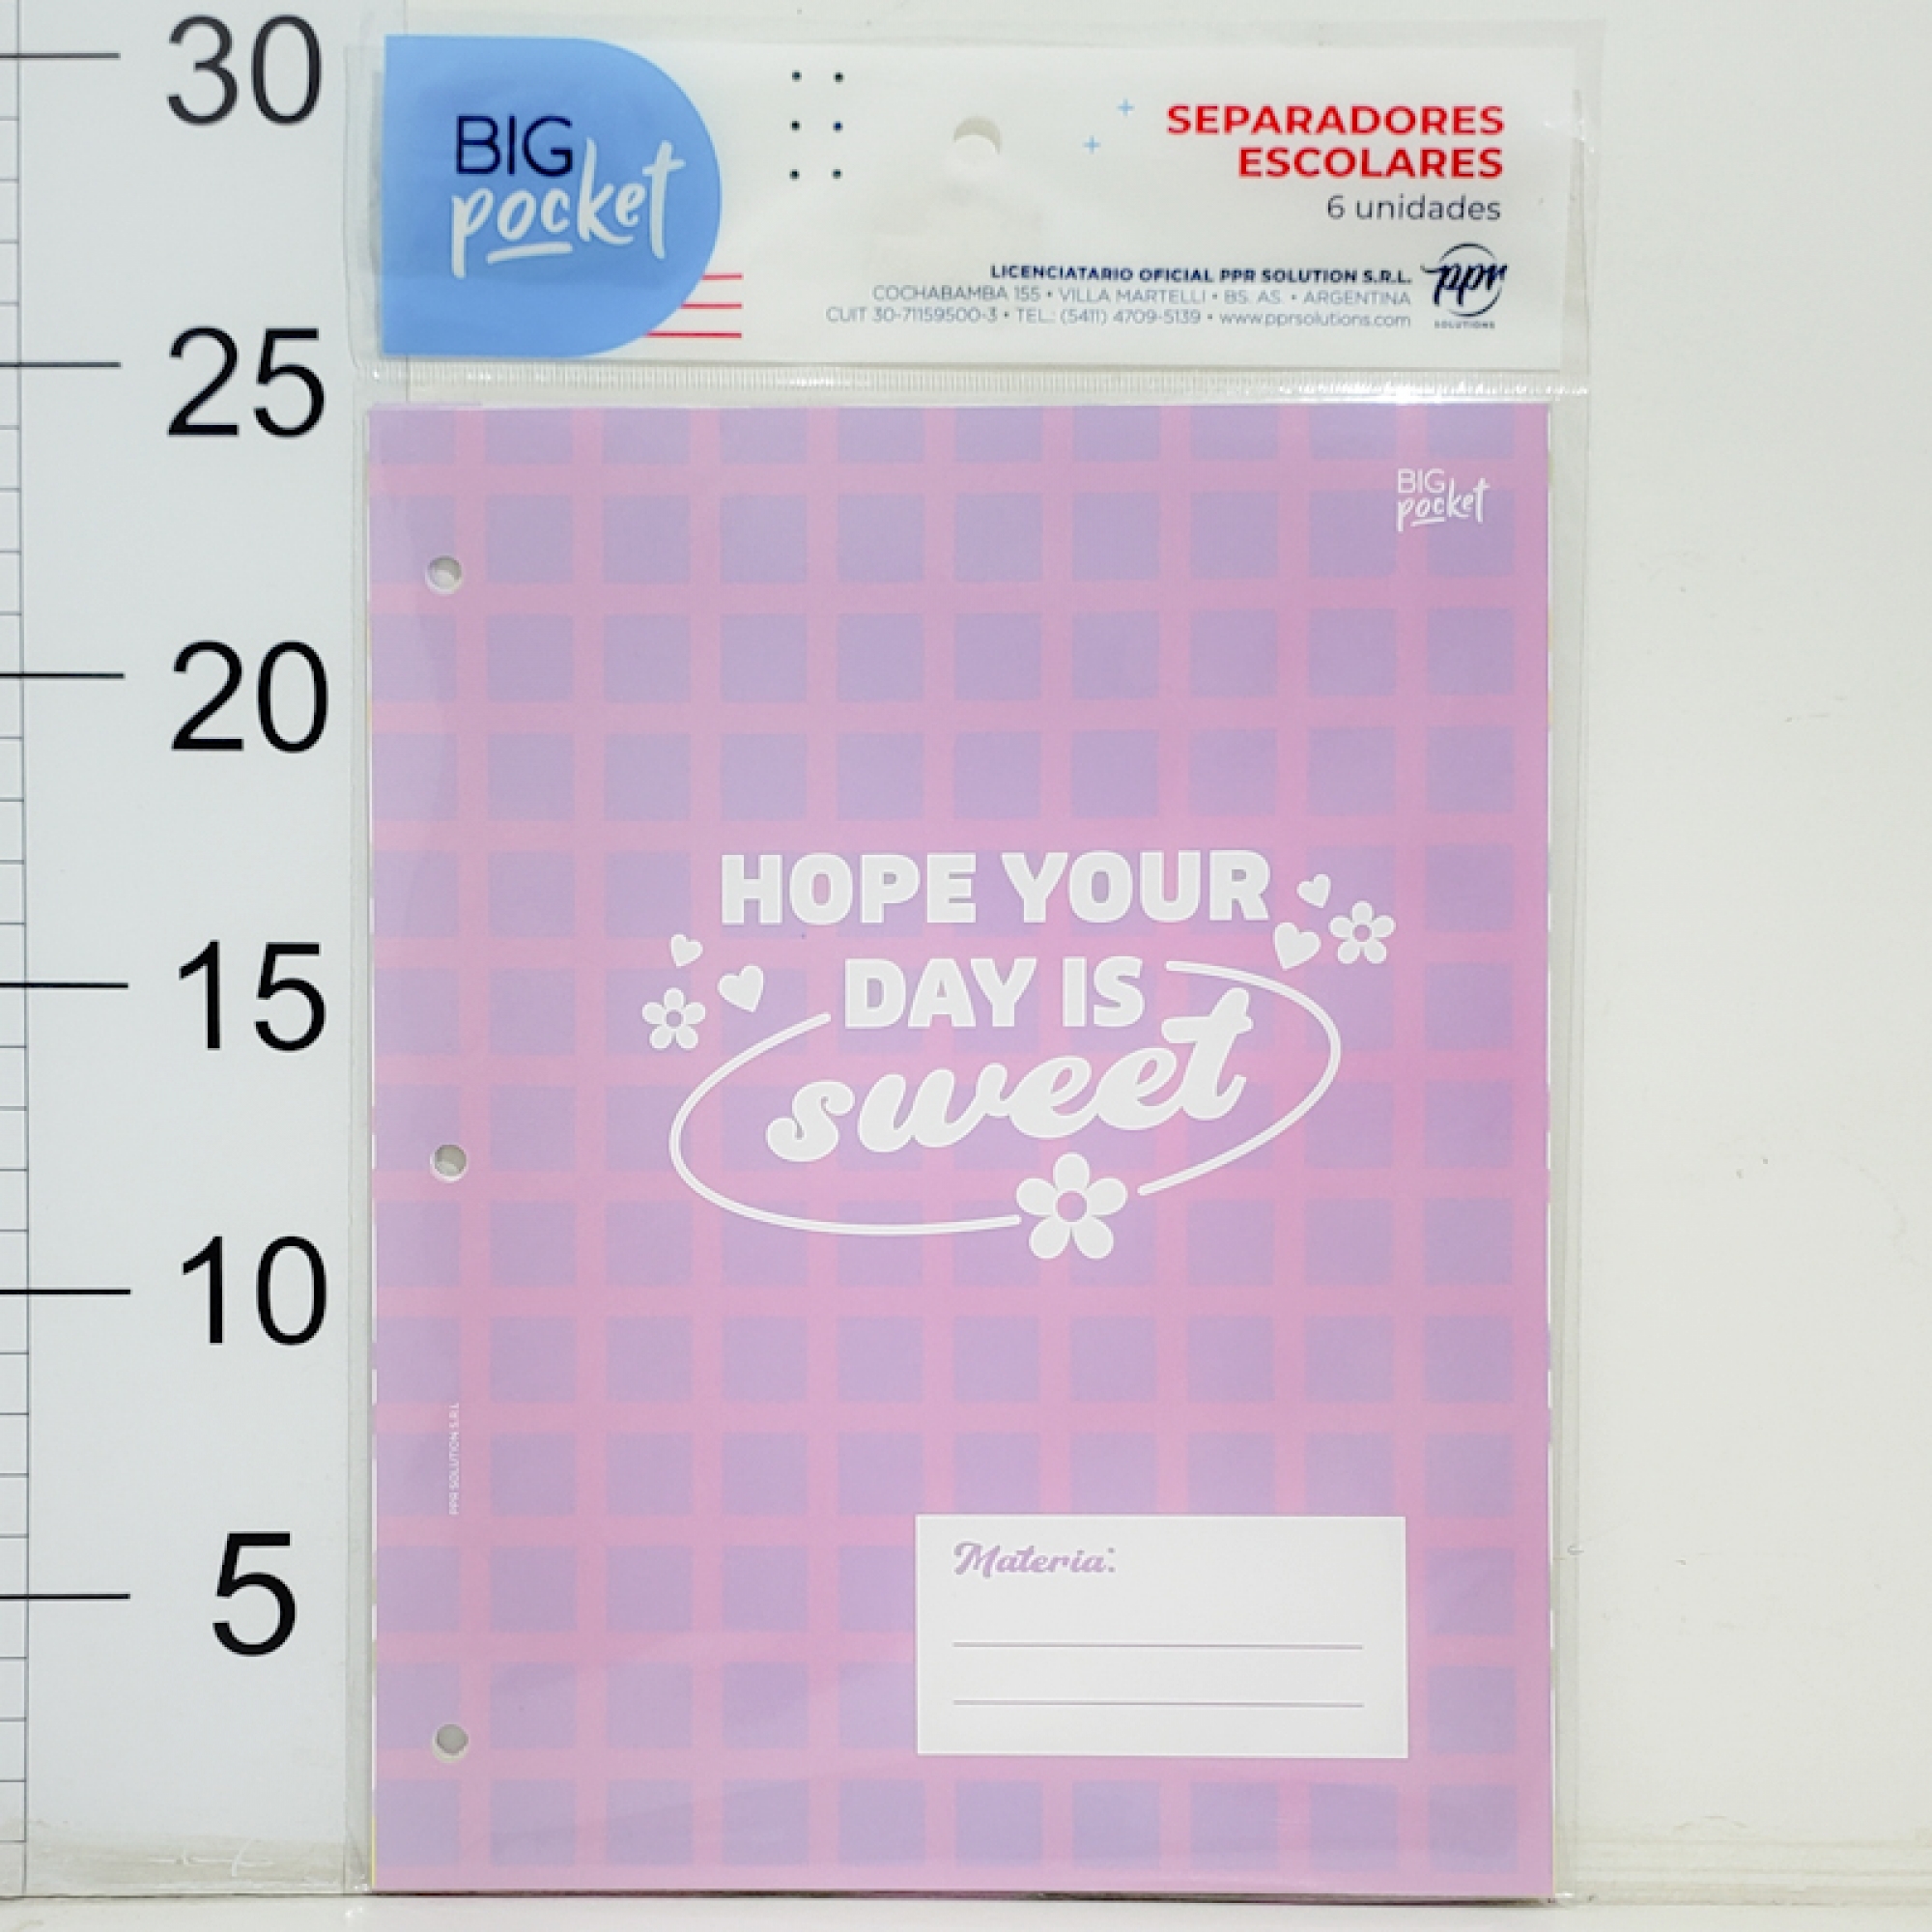 30
25
20
15
10
5
BIG
pocket
SEPARADORES
ESCOLARES
6 unidades
LICENCIATARIO OFICIAL PPR SOLUTION S.R.L.
COCHABAMBA 155 • VILLA MARTELLI • BS. AS. • ARGENTINA
CUIT 30-71159500-3 • TEL.: (5411) 4709-5139 • www.pprsolutions.com
ppr
SOLUTIONS
BIG
pocket
HOPE YOUR
DAY IS
sweet
PPR SOLUTION S.R.L
Materia: